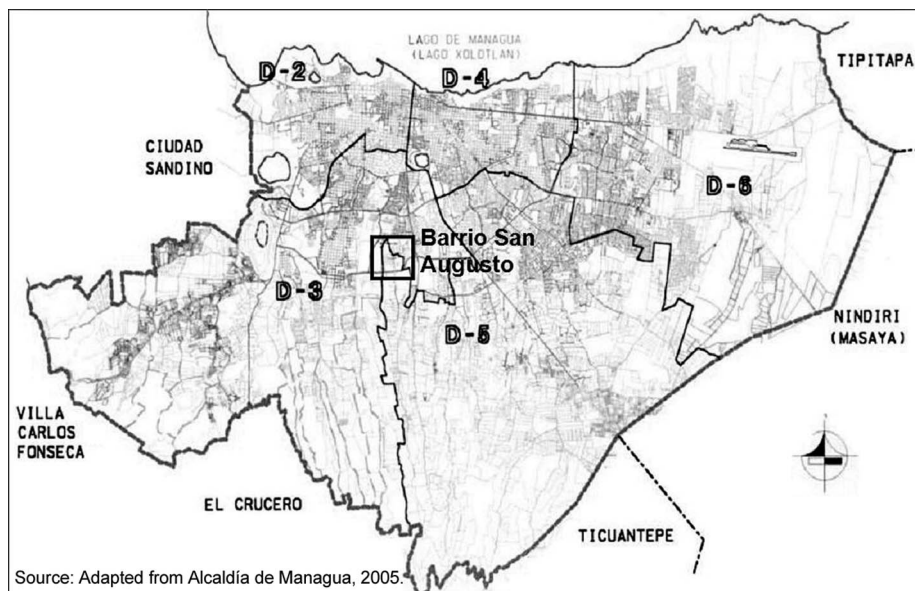 LAGO DE MANAGUA
(LAGO XOLOTLAN)
TIPITAPA
D-2
D-4
CIUDAD
SANDINO
D-6
Barrio San
Augusto
D-3
D-5
NINDIRI
(MASAYA)
VILLA
CARLOS
FONSECA
EL CRUCERO
TICUANTEPE
Source: Adapted from Alcaldía de Managua, 2005.